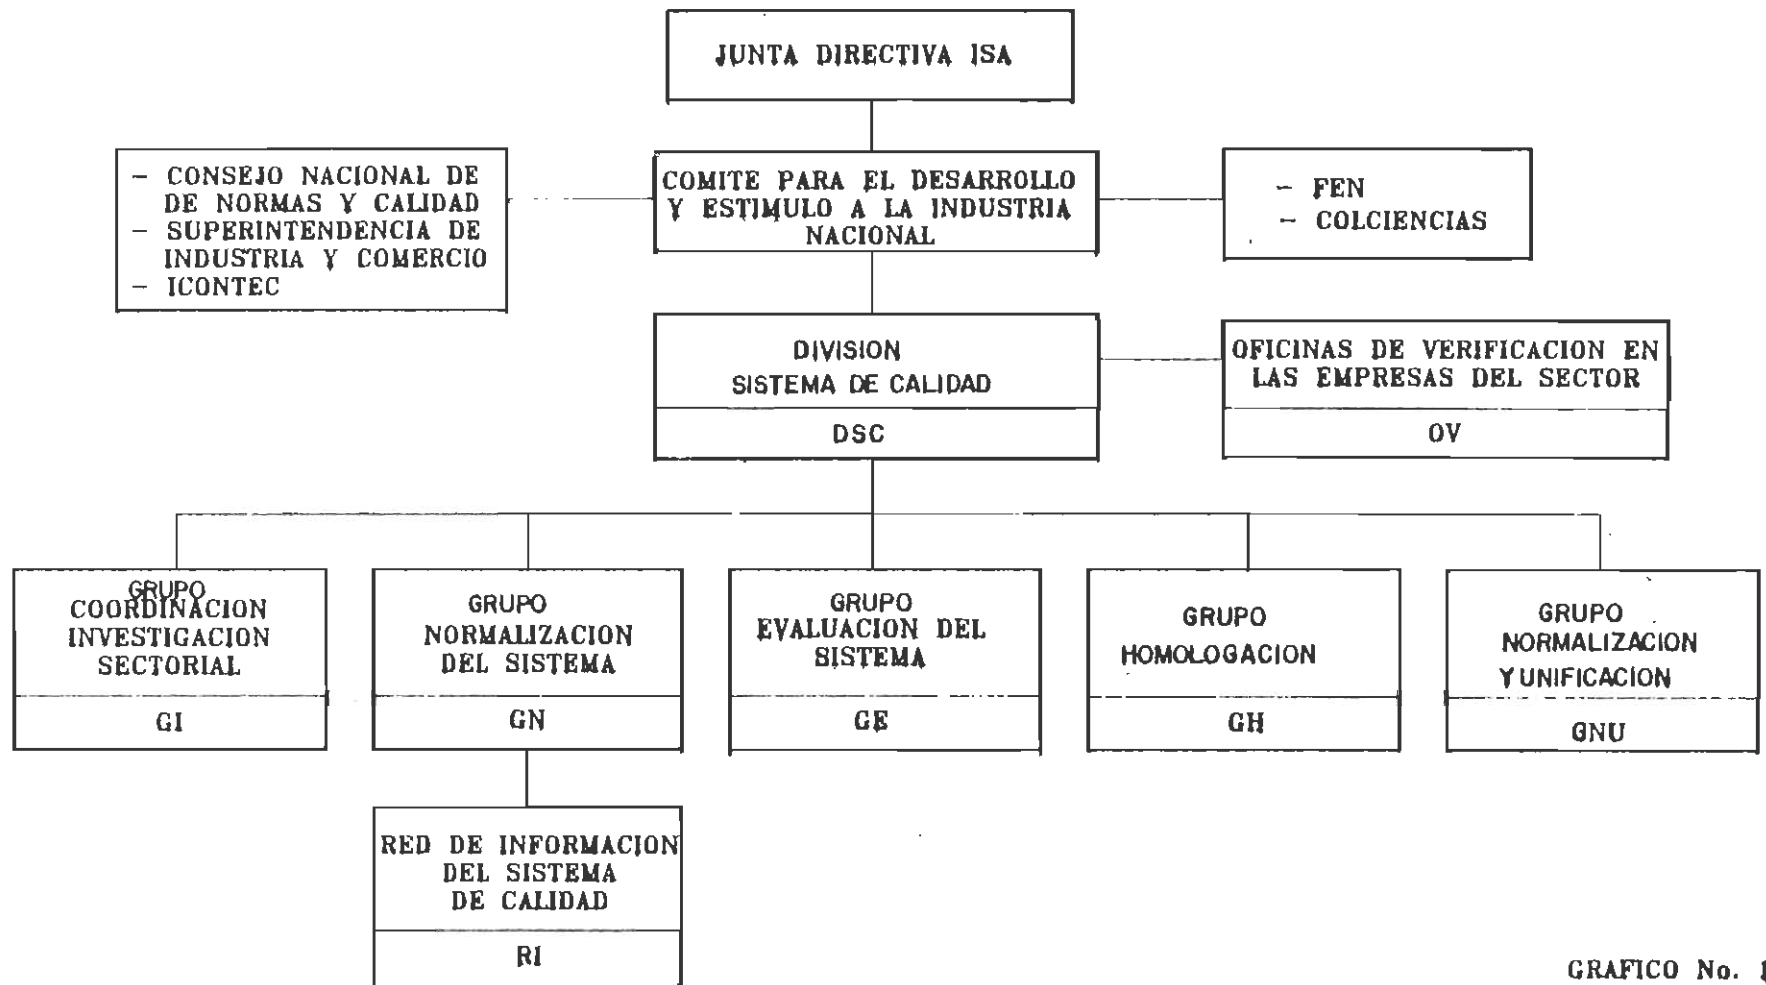 JUNTA DIRECTIVA ISA
- CONSEJO NACIONAL DE
DE NORMAS Y CALIDAD
- SUPERINTENDENCIA DE
INDUSTRIA Y COMERCIO
- ICONTEC
COMITE PARA EL DESARROLLO
Y ESTIMULO A LA INDUSTRIA
NACIONAL
- FEN
- COLCIENCIAS
DIVISION
SISTEMA DE CALIDAD
DSC
OFICINAS DE VERIFICACION EN
LAS EMPRESAS DEL SECTOR
OV
GRUPO
COORDINACION
INVESTIGACION
SECTORIAL
GI
GRUPO
NORMALIZACION
DEL SISTEMA
GN
GRUPO
EVALUACION DEL
SISTEMA
GE
GRUPO
HOMOLOGACION
GH
GRUPO
NORMALIZACION
Y UNIFICACION
GNU
RED DE INFORMACION
DEL SISTEMA
DE CALIDAD
RI
GRAFICO No.